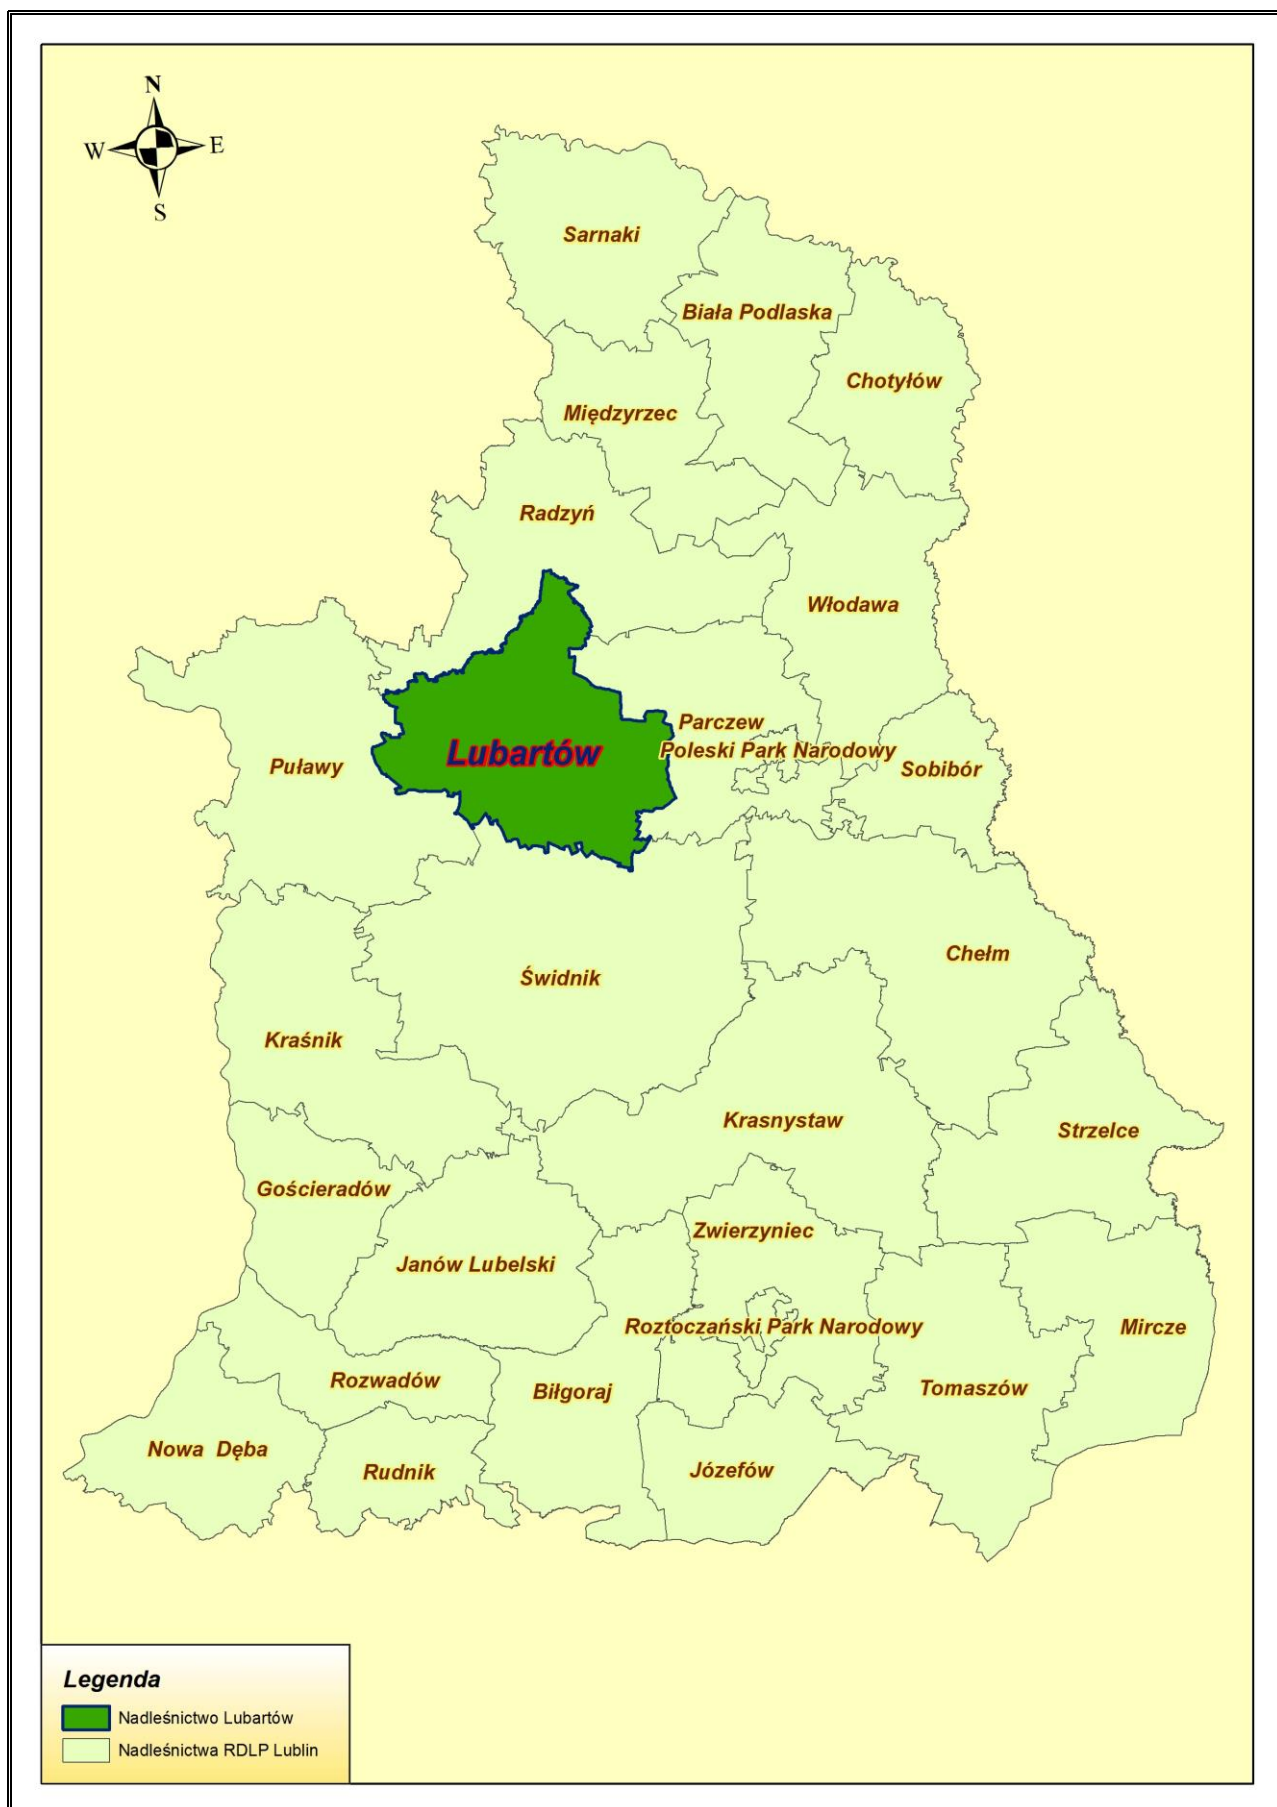 N
W
E
S
Sarnaki
Biała Podlaska
Chotyłów
Międzyrzec
Radzyń
Włodawa
Parczew
Lubartów
Poleski Park Narodowy
Puławy
Sobibór
Chełm
Świdnik
Kraśnik
Krasnystaw
Strzelce
Gościeradów
Zwierzyniec
Janów Lubelski
Roztoczański Park Narodowy
Mircze
Rozwadów
Biłgoraj
Tomaszów
Nowa Dęba
Rudnik
Józefów
Legenda
Nadleśnictwo Lubartów
Nadleśnictwa RDLP Lublin